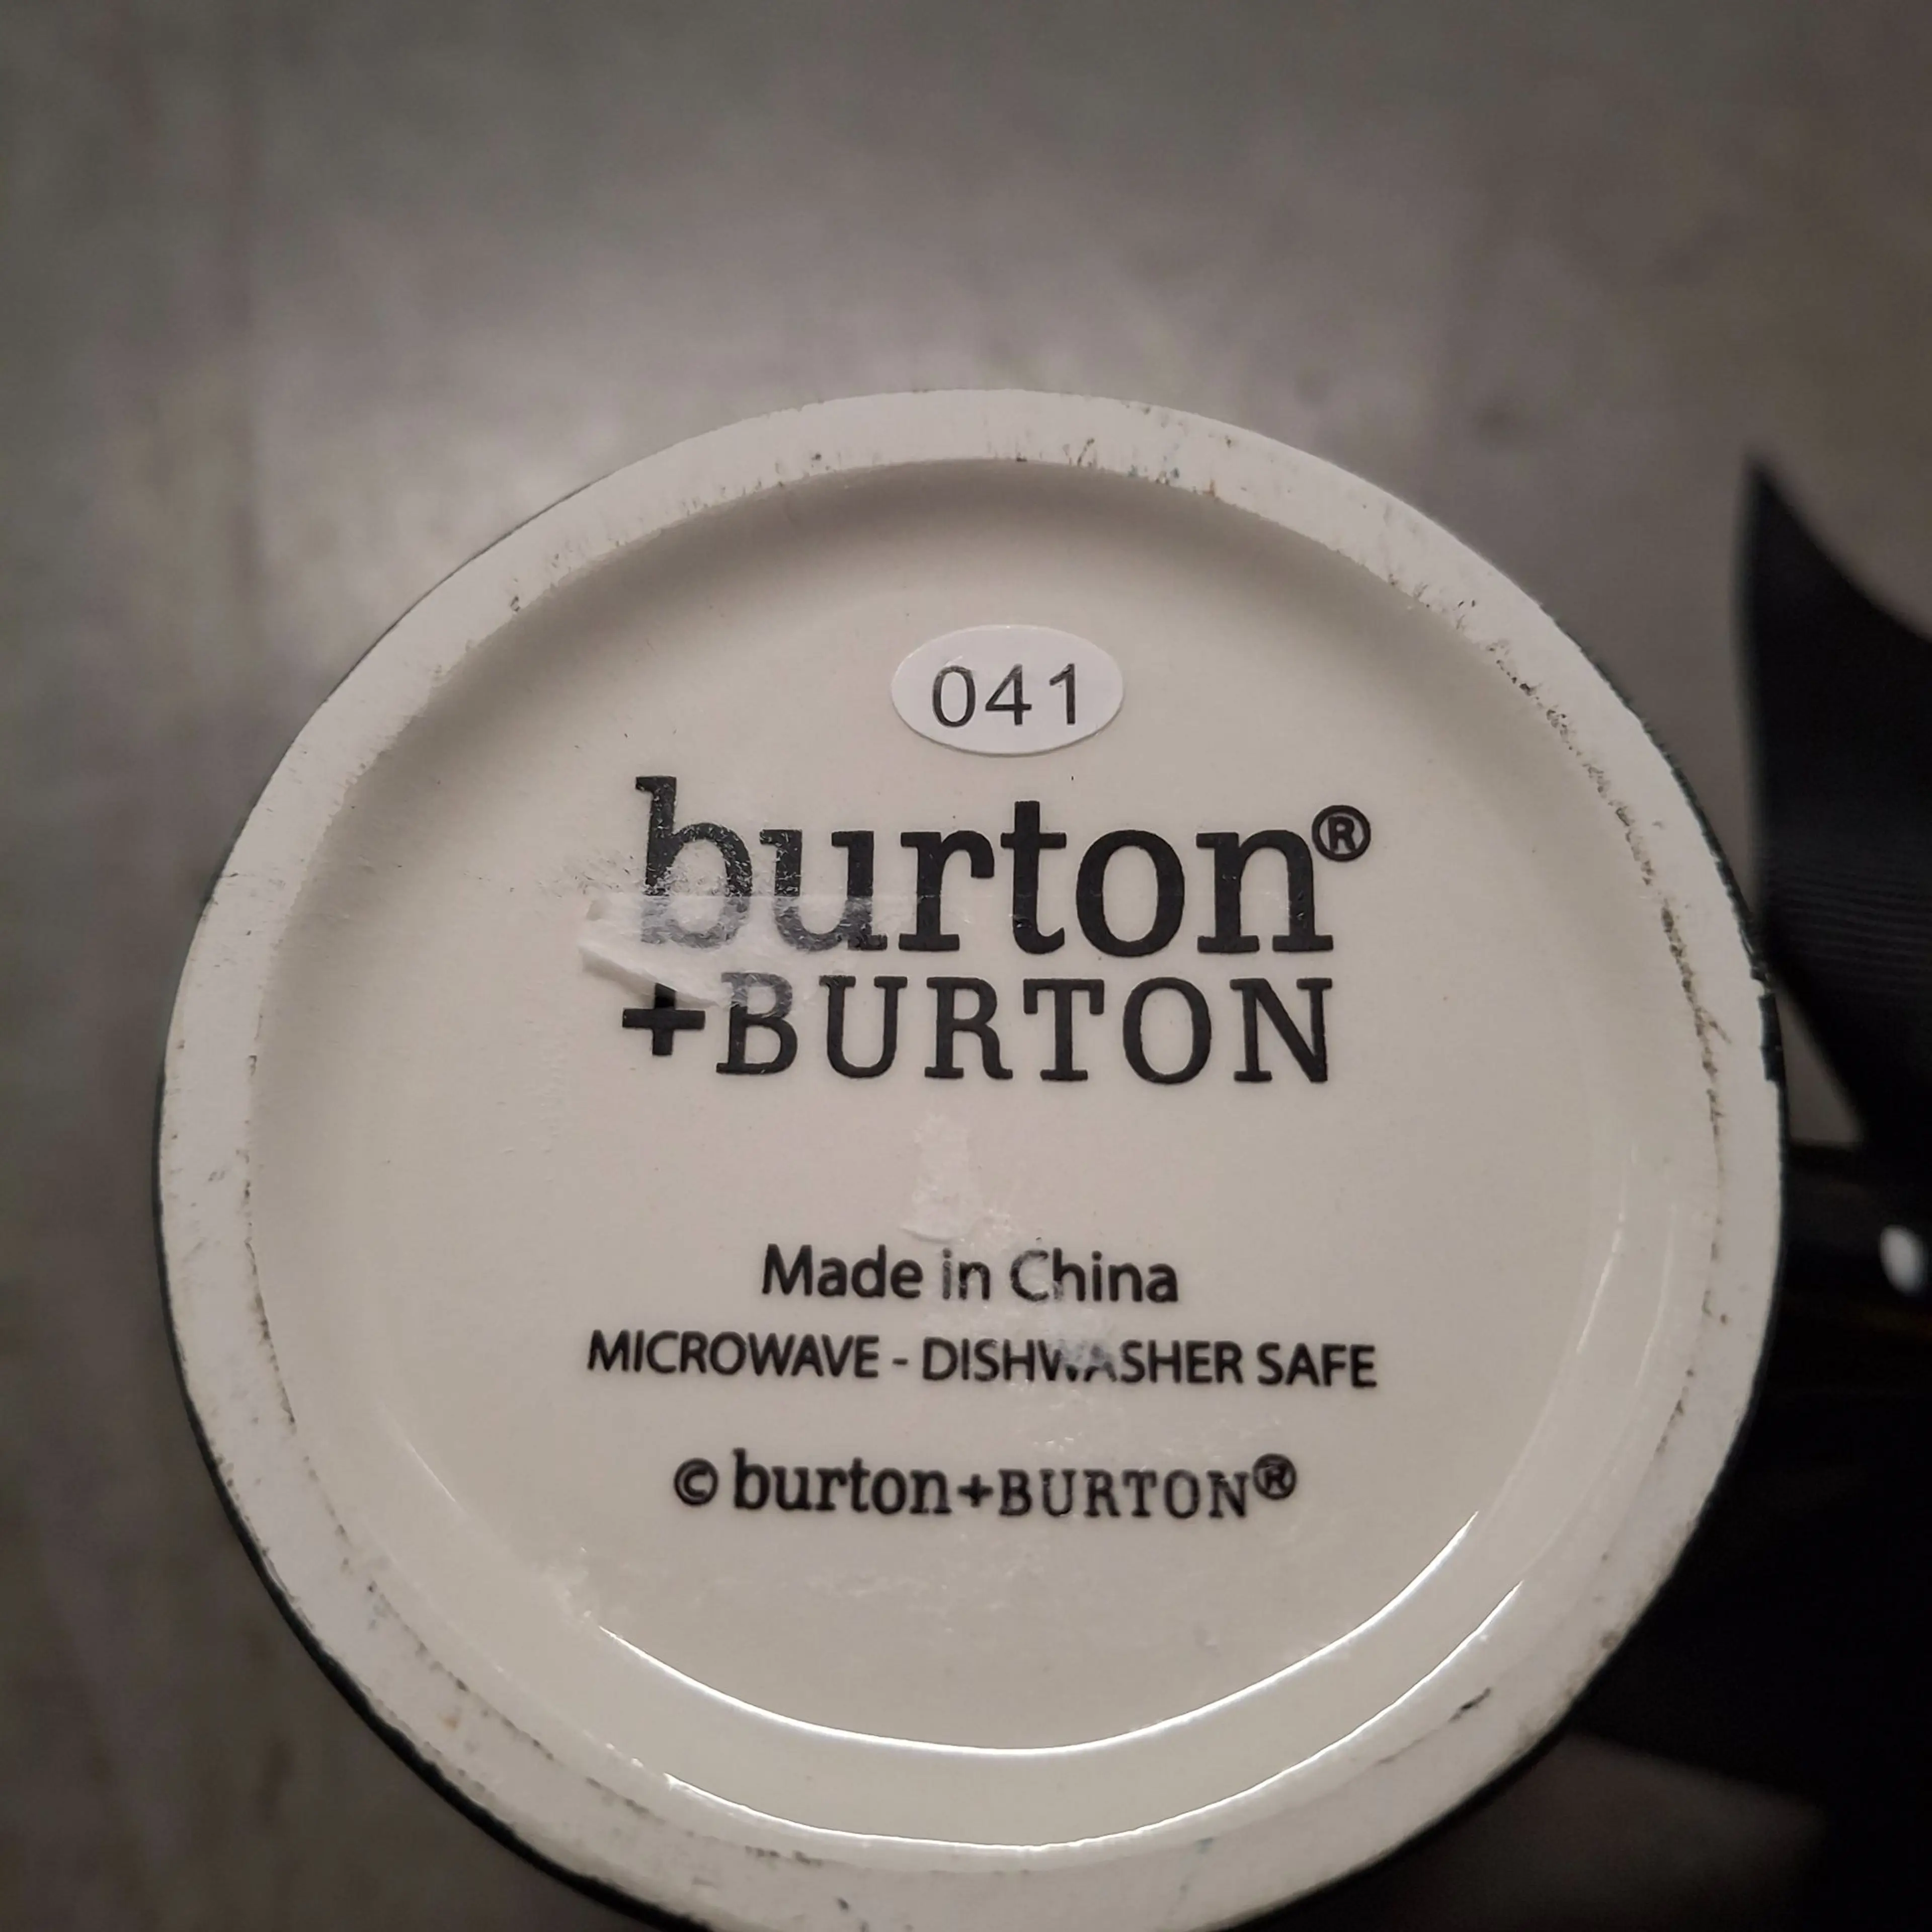 041
burton®
+BURTON
Made in China
MICROWAVE - DISHWASHER SAFE
© burton+BURTON®